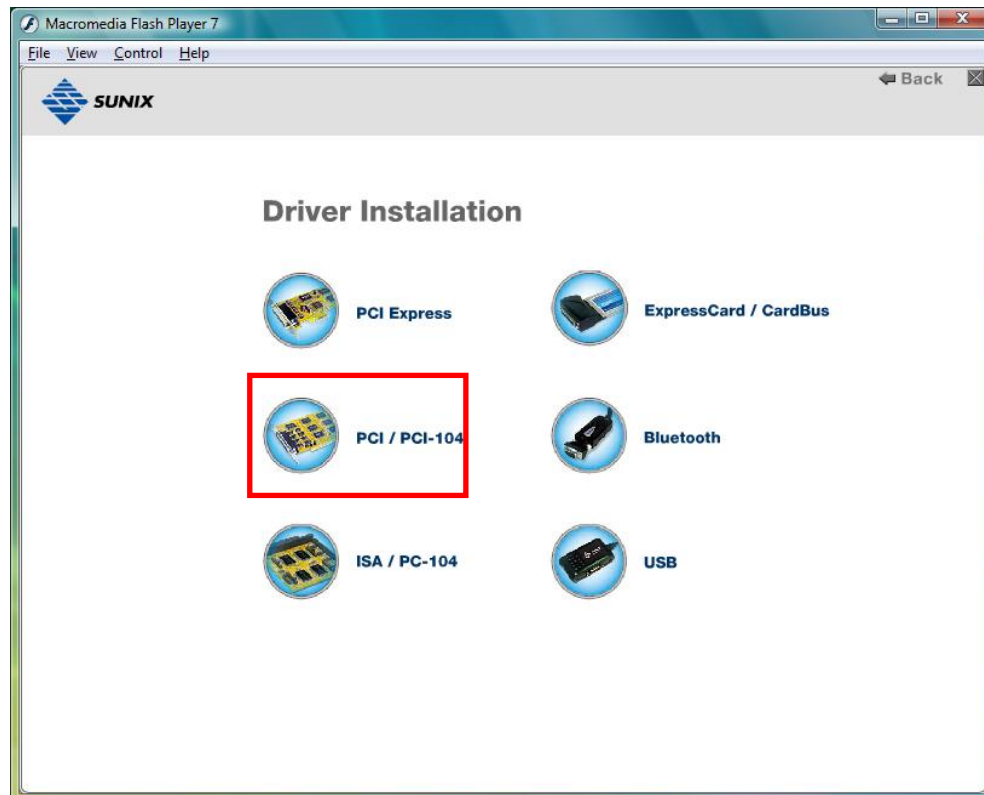 Macromedia Flash Player 7
File View Control Help
Back
SUNIX
Driver Installation
PCI Express
ExpressCard / CardBus
PCI / PCI-104
Bluetooth
ISA / PC-104
USB